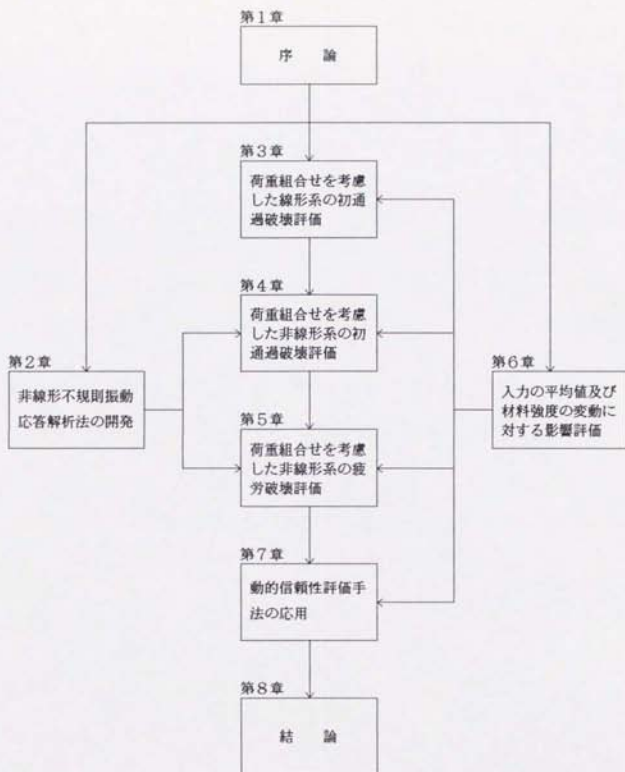 第1章
序　論
第3章
荷重組合せを考慮
した線形系の初通
過破壊評価
第4章
荷重組合せを考慮
した非線形系の初
通過破壊評価
第2章
非線形不規則振動
応答解析法の開発
第6章
入力の平均値及び
材料強度の変動に
対する影響評価
第5章
荷重組合せを考慮
した非線形系の疲
労破壊評価
第7章
動的信頼性評価手
法の応用
第8章
結　論